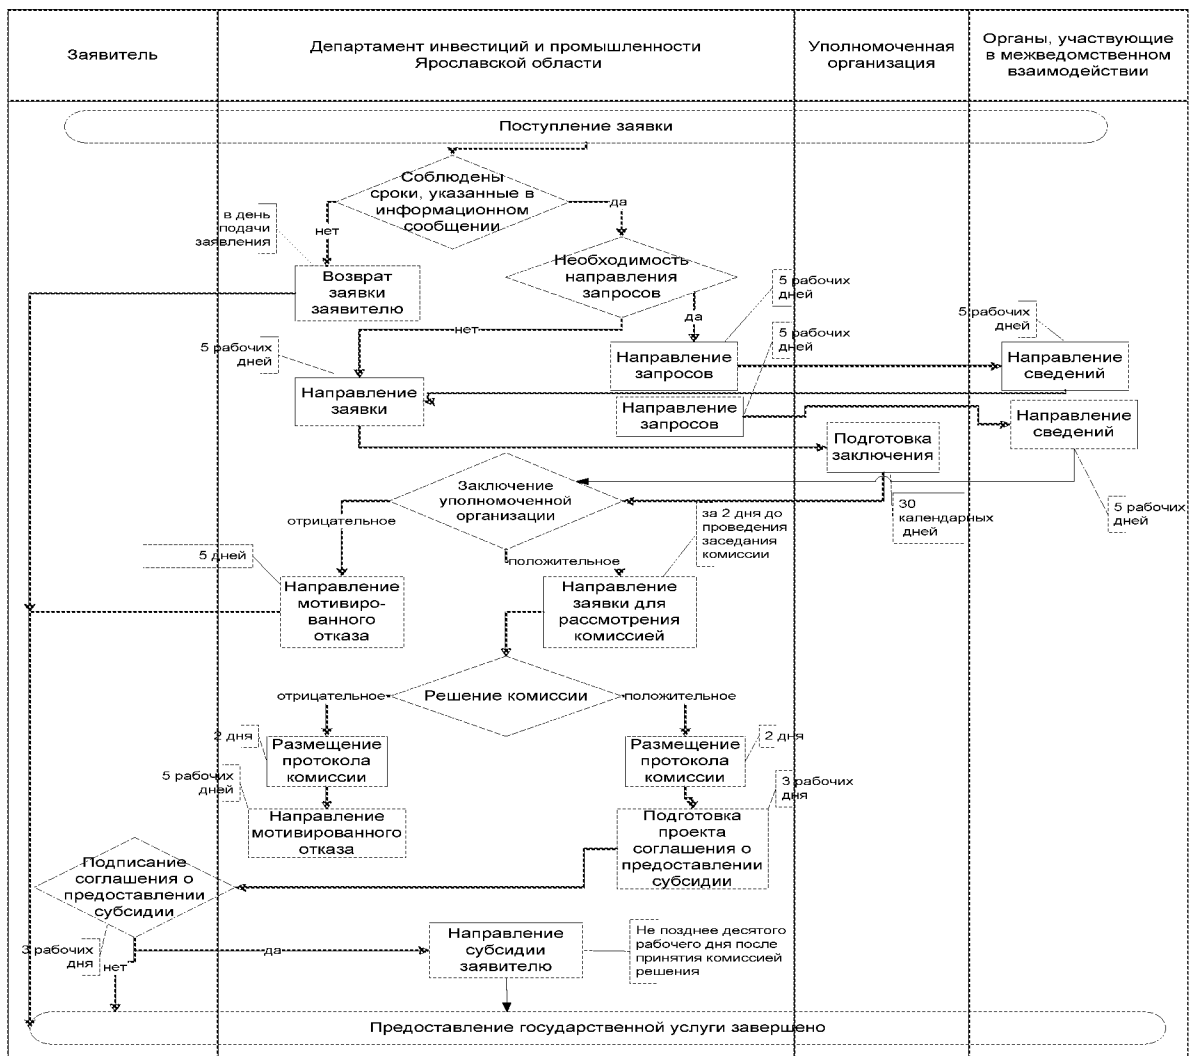 Заявитель
Департамент инвестиций и промышленности
Ярославской области
Уполномоченная
организация
Органы, участвующие
в межведомственном
взаимодействии
Поступление заявки
Соблюдены
сроки, указанные в
информационном
сообщении
да
нет
в день
подачи
заявления
Возврат
заявки
заявителю
Необходимость
направления
запросов
да
нет
5 рабочих
дней
5 рабочих
дней
5 рабочих
дней
5 рабочих
дней
Направление
запросов
Направление
сведений
Направление
заявки
Направление
запросов
Направление
сведений
Подготовка
заключения
Заключение
уполномоченной
организации
отрицательное
положительное
за 2 дня до
проведения
заседания
комиссии
30
календарных
дней
5 рабочих
дней
5 дней
Направление
мотивиро-
ванного
отказа
Направление
заявки для
рассмотрения
комиссией
Решение комиссии
отрицательное
положительное
2 дня
Размещение
протокола
комиссии
Размещение
протокола
комиссии
2 дня
5 рабочих
дней
Направление
мотивированного
отказа
3 рабочих
дня
Подготовка
проекта
соглашения о
предоставлении
субсидии
Подписание
соглашения о
предоставлении
субсидии
3 рабочих
дня
нет
да
Направление
субсидии
заявителю
Не позднее десятого
рабочего дня после
принятия комиссией
решения
Предоставление государственной услуги завершено